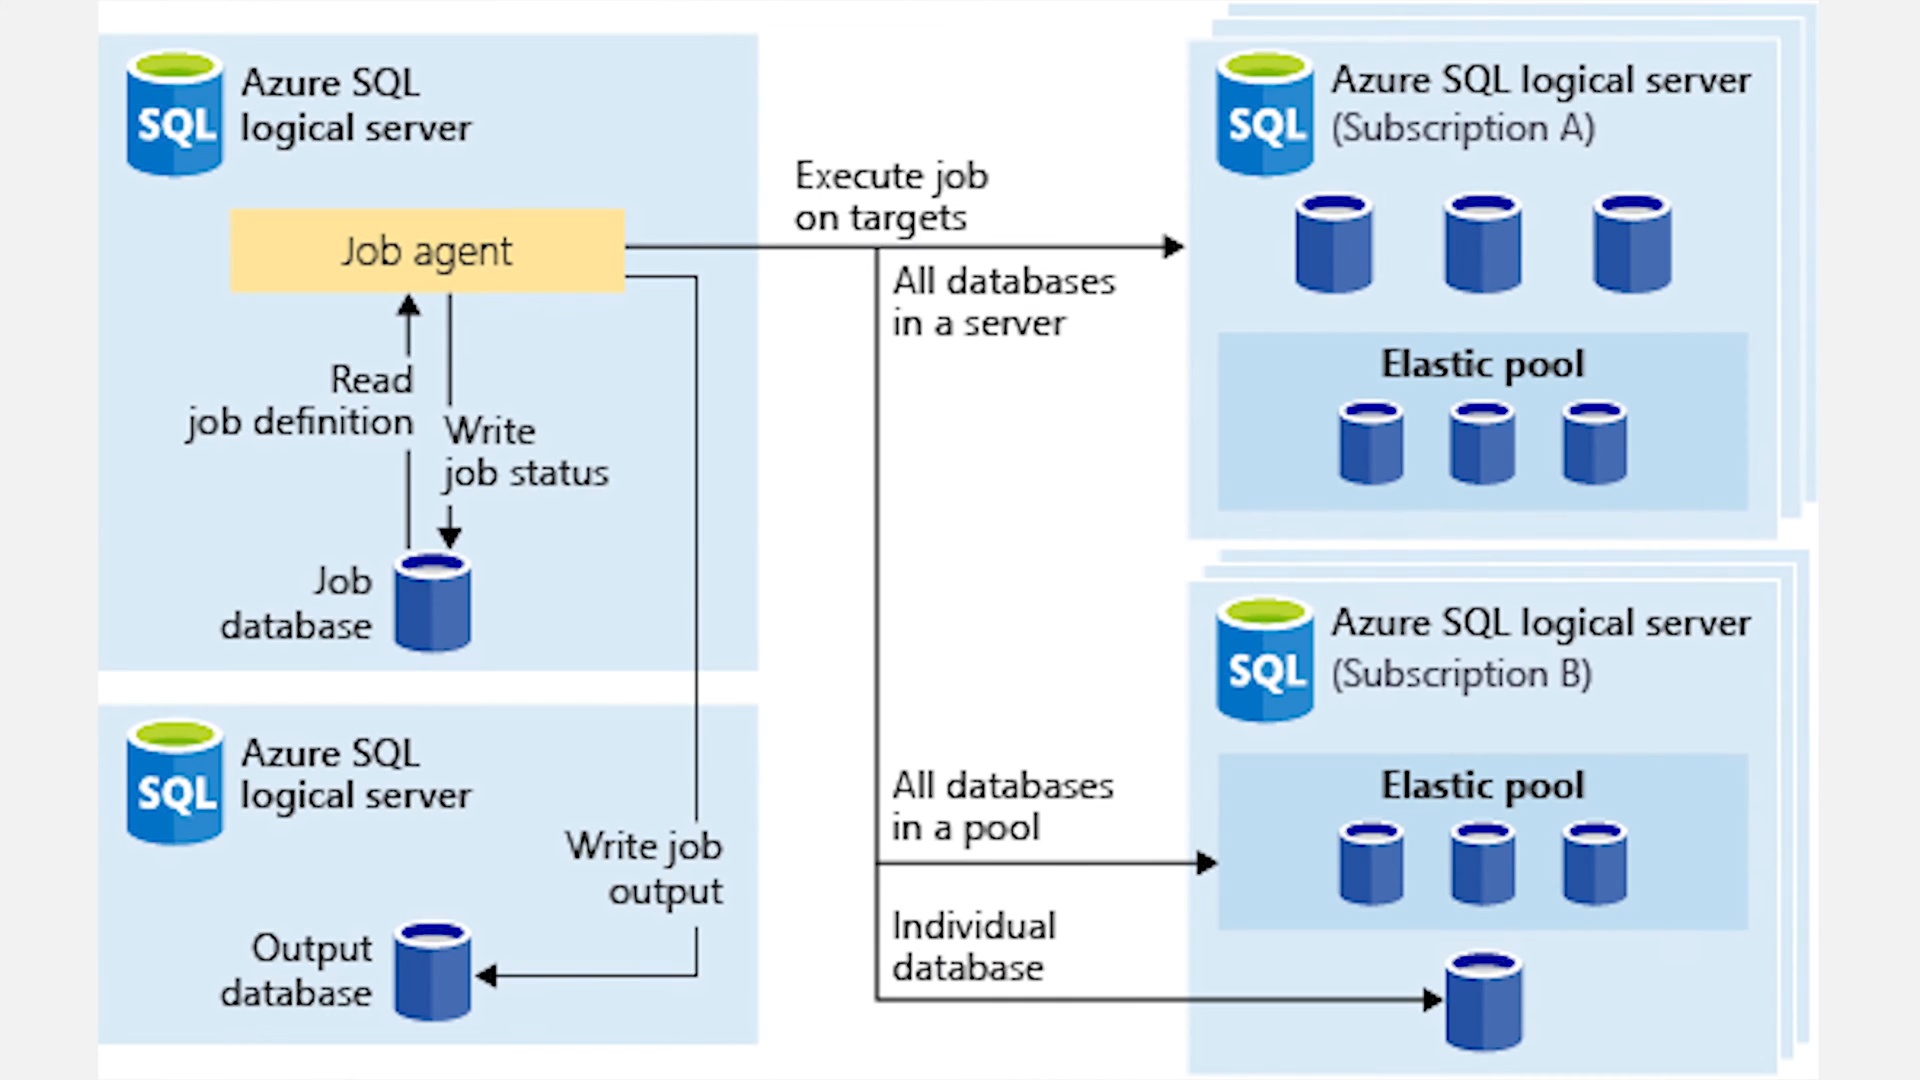 SQL
Azure SQL
logical server
Job agent
Read
job definition
Write
job status
Job
database
SQL
Azure SQL
logical server
Write job
output
Output
database
Execute job
on targets
All databases
in a server
All databases
in a pool
Individual
database
SQL
Azure SQL logical server
(Subscription A)
Elastic pool
SQL
Azure SQL logical server
(Subscription B)
Elastic pool